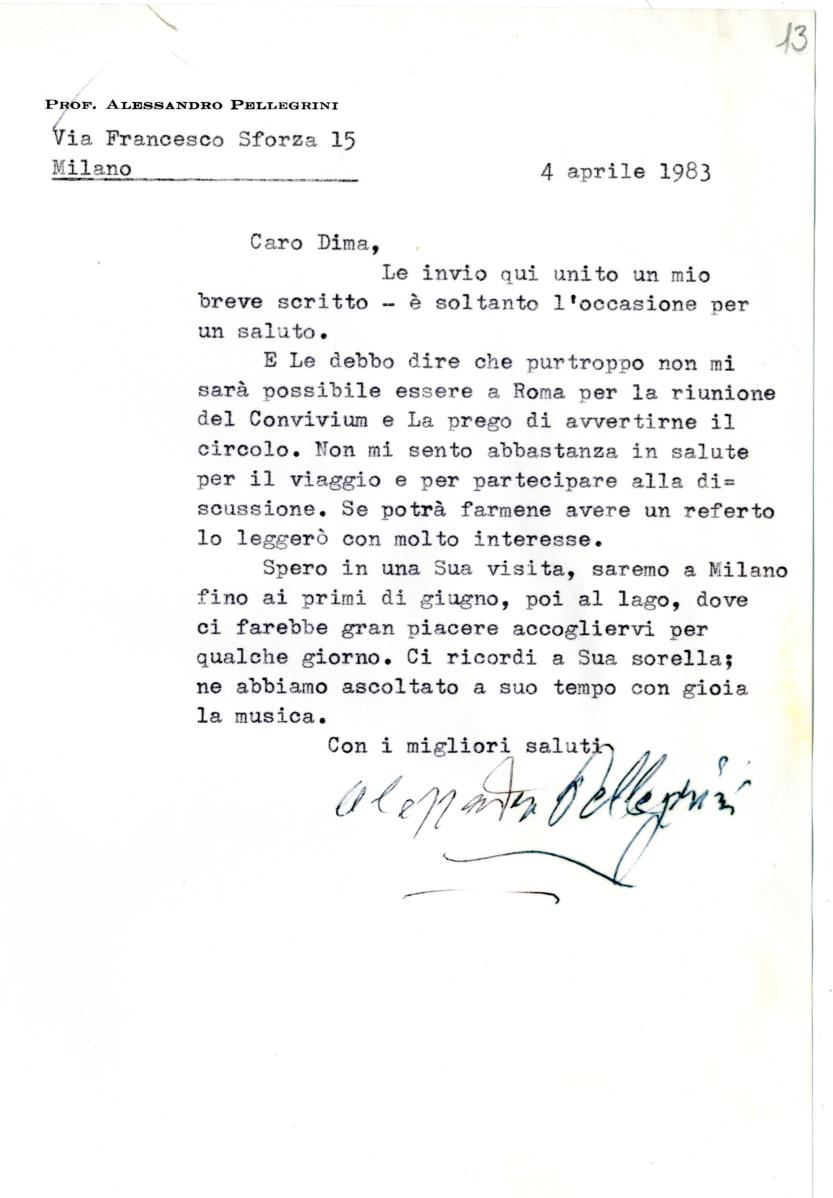 13
PROF. ALESSANDRO PELLEGRINI
Via Francesco Sforza 15
Milano
4 aprile 1983
Caro Dima,
Le invio qui unito un mio
breve scritto - è soltanto l'occasione per
un saluto.
E Le debbo dire che purtroppo non mi
sarà possibile essere a Roma per la riunione
del Convivium e La prego di avvertirne il
circolo. Non mi sento abbastanza in salute
per il viaggio e per partecipare alla di=
scussione. Se potrà farmene avere un referto
lo leggerò con molto interesse.
Spero in una Sua visita, saremo a Milano
fino ai primi di giugno, poi al lago, dove
ci farebbe gran piacere accogliervi per
qualche giorno. Ci ricordi a Sua sorella;
ne abbiamo ascoltato a suo tempo con gioia
la musica.
Con i migliori saluti
Alessandro Pellegrini